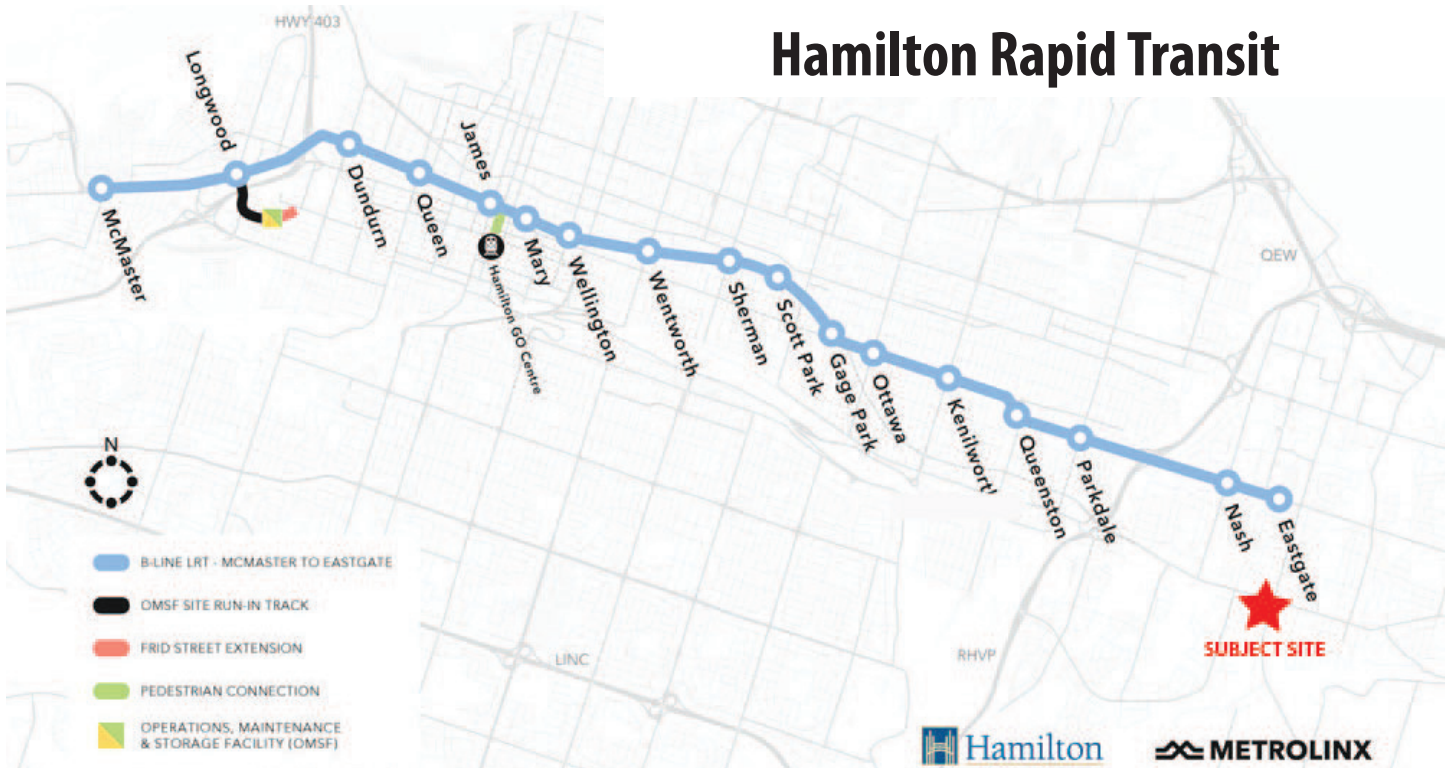 Hamilton Rapid Transit
HWY 403
Longwood
James
McMaster
Dundurn
Queen
Hamilton GO Centre
Mary
Wellington
Wentworth
Sherman
Scott Park
Gage Park
Ottawa
Kenilwort'
Queenston
Parkdale
Nash
Eastgate
QEW
N
SUBJECT SITE
LINC
RHVP
B-LINE LRT - MCMASTER TO EASTGATE
OMSF SITE RUN-IN TRACK
FRID STREET EXTENSION
PEDESTRIAN CONNECTION
OPERATIONS, MAINTENANCE
& STORAGE FACILITY (OMSF)
Hamilton
METROLINX